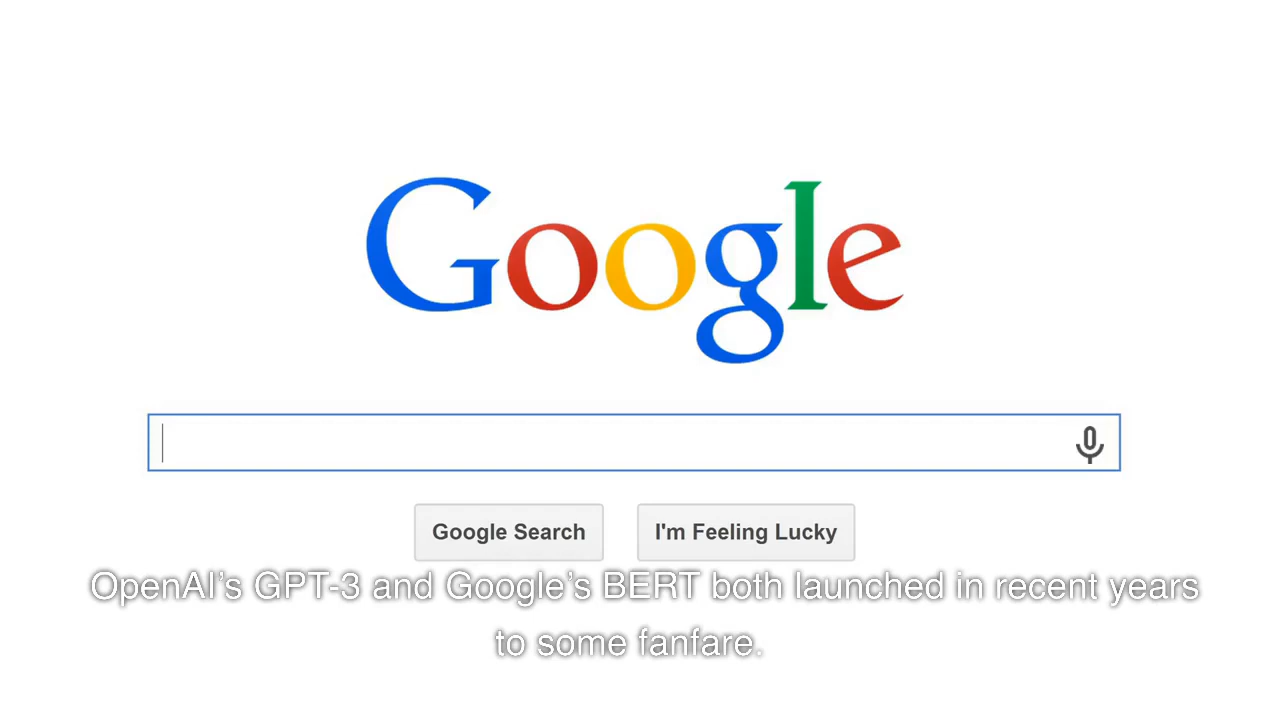 Google
Google Search
I'm Feeling Lucky
OpenAI’s GPT-3 and Google’s BERT both launched in recent years
to some fanfare.